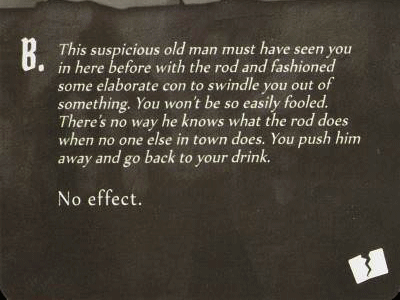 B. This suspicious old man must have seen you
in here before with the rod and fashioned
some elaborate con to swindle you out of
something. You won't be so easily fooled.
There's no way he knows what the rod does
when no one else in town does. You push him
away and go back to your drink.
No effect.